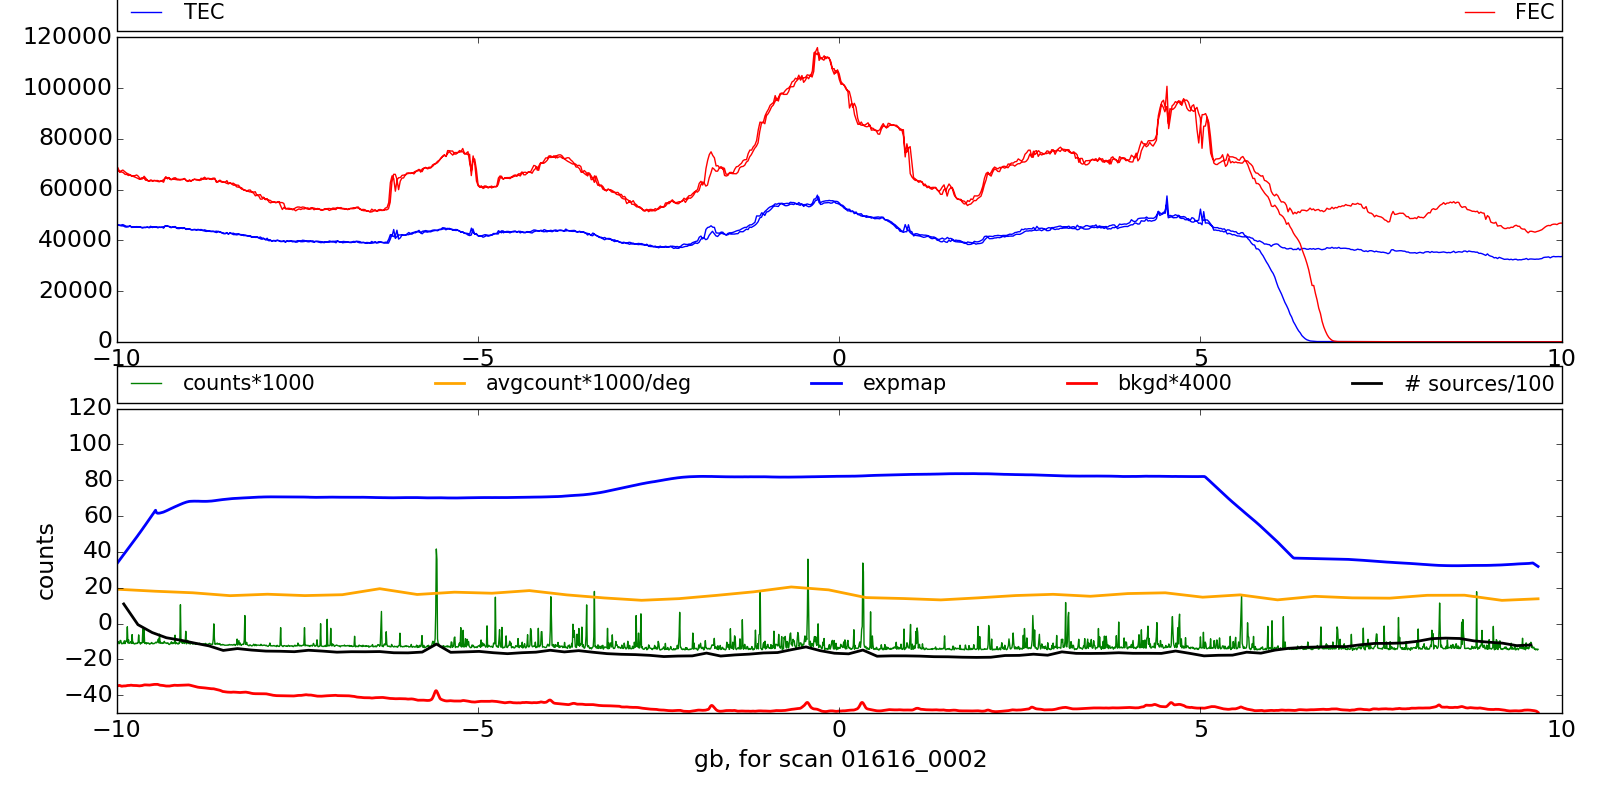 TEC FEC
120000
100000
80000
60000
40000
20000
0
−10 −5 0 5 10
counts*1000 avgcount*1000/deg expmap bkgd*4000 # sources/100
120
100
80
60
40
20
0
−20
−40
counts
−10 −5 0 5 10
gb, for scan 01616_0002